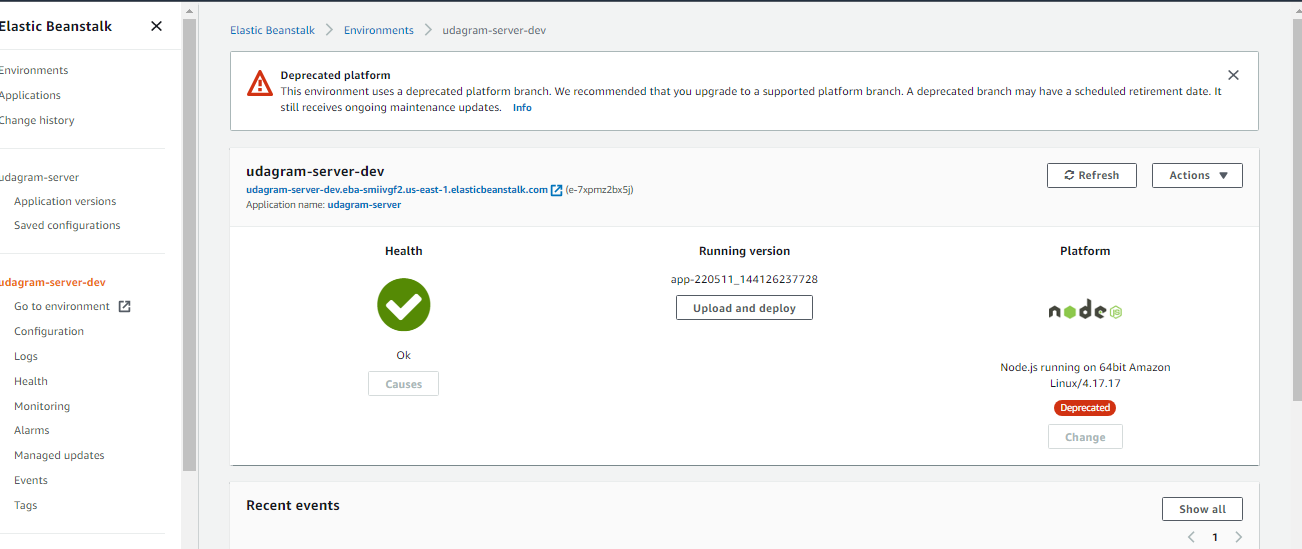 Elastic Beanstalk
Environments
Applications
Change history
udagram-server
Application versions
Saved configurations
udagram-server-dev
Go to environment
Configuration
Logs
Health
Monitoring
Alarms
Managed updates
Events
Tags
Elastic Beanstalk > Environments > udagram-server-dev
Deprecated platform
This environment uses a deprecated platform branch. We recommended that you upgrade to a supported platform branch. A deprecated branch may have a scheduled retirement date. It
still receives ongoing maintenance updates. Info
udagram-server-dev
udagram-server-dev.eba-smiivgf2.us-east-1.elasticbeanstalk.com (e-7xpmz2bx5j)
Application name: udagram-server
Refresh
Actions
Health
Ok
Causes
Running version
app-220511_144126237728
Upload and deploy
Platform
node
JS
Node.js running on 64bit Amazon
Linux/4.17.17
Deprecated
Change
Recent events
Show all
1